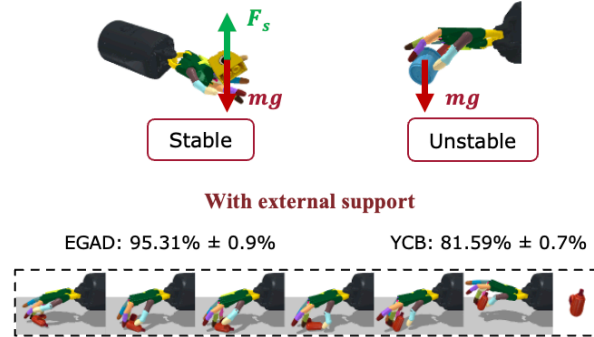 F_s
mg
mg
Stable
Unstable
With external support
EGAD: 95.31% ± 0.9%
YCB: 81.59% ± 0.7%